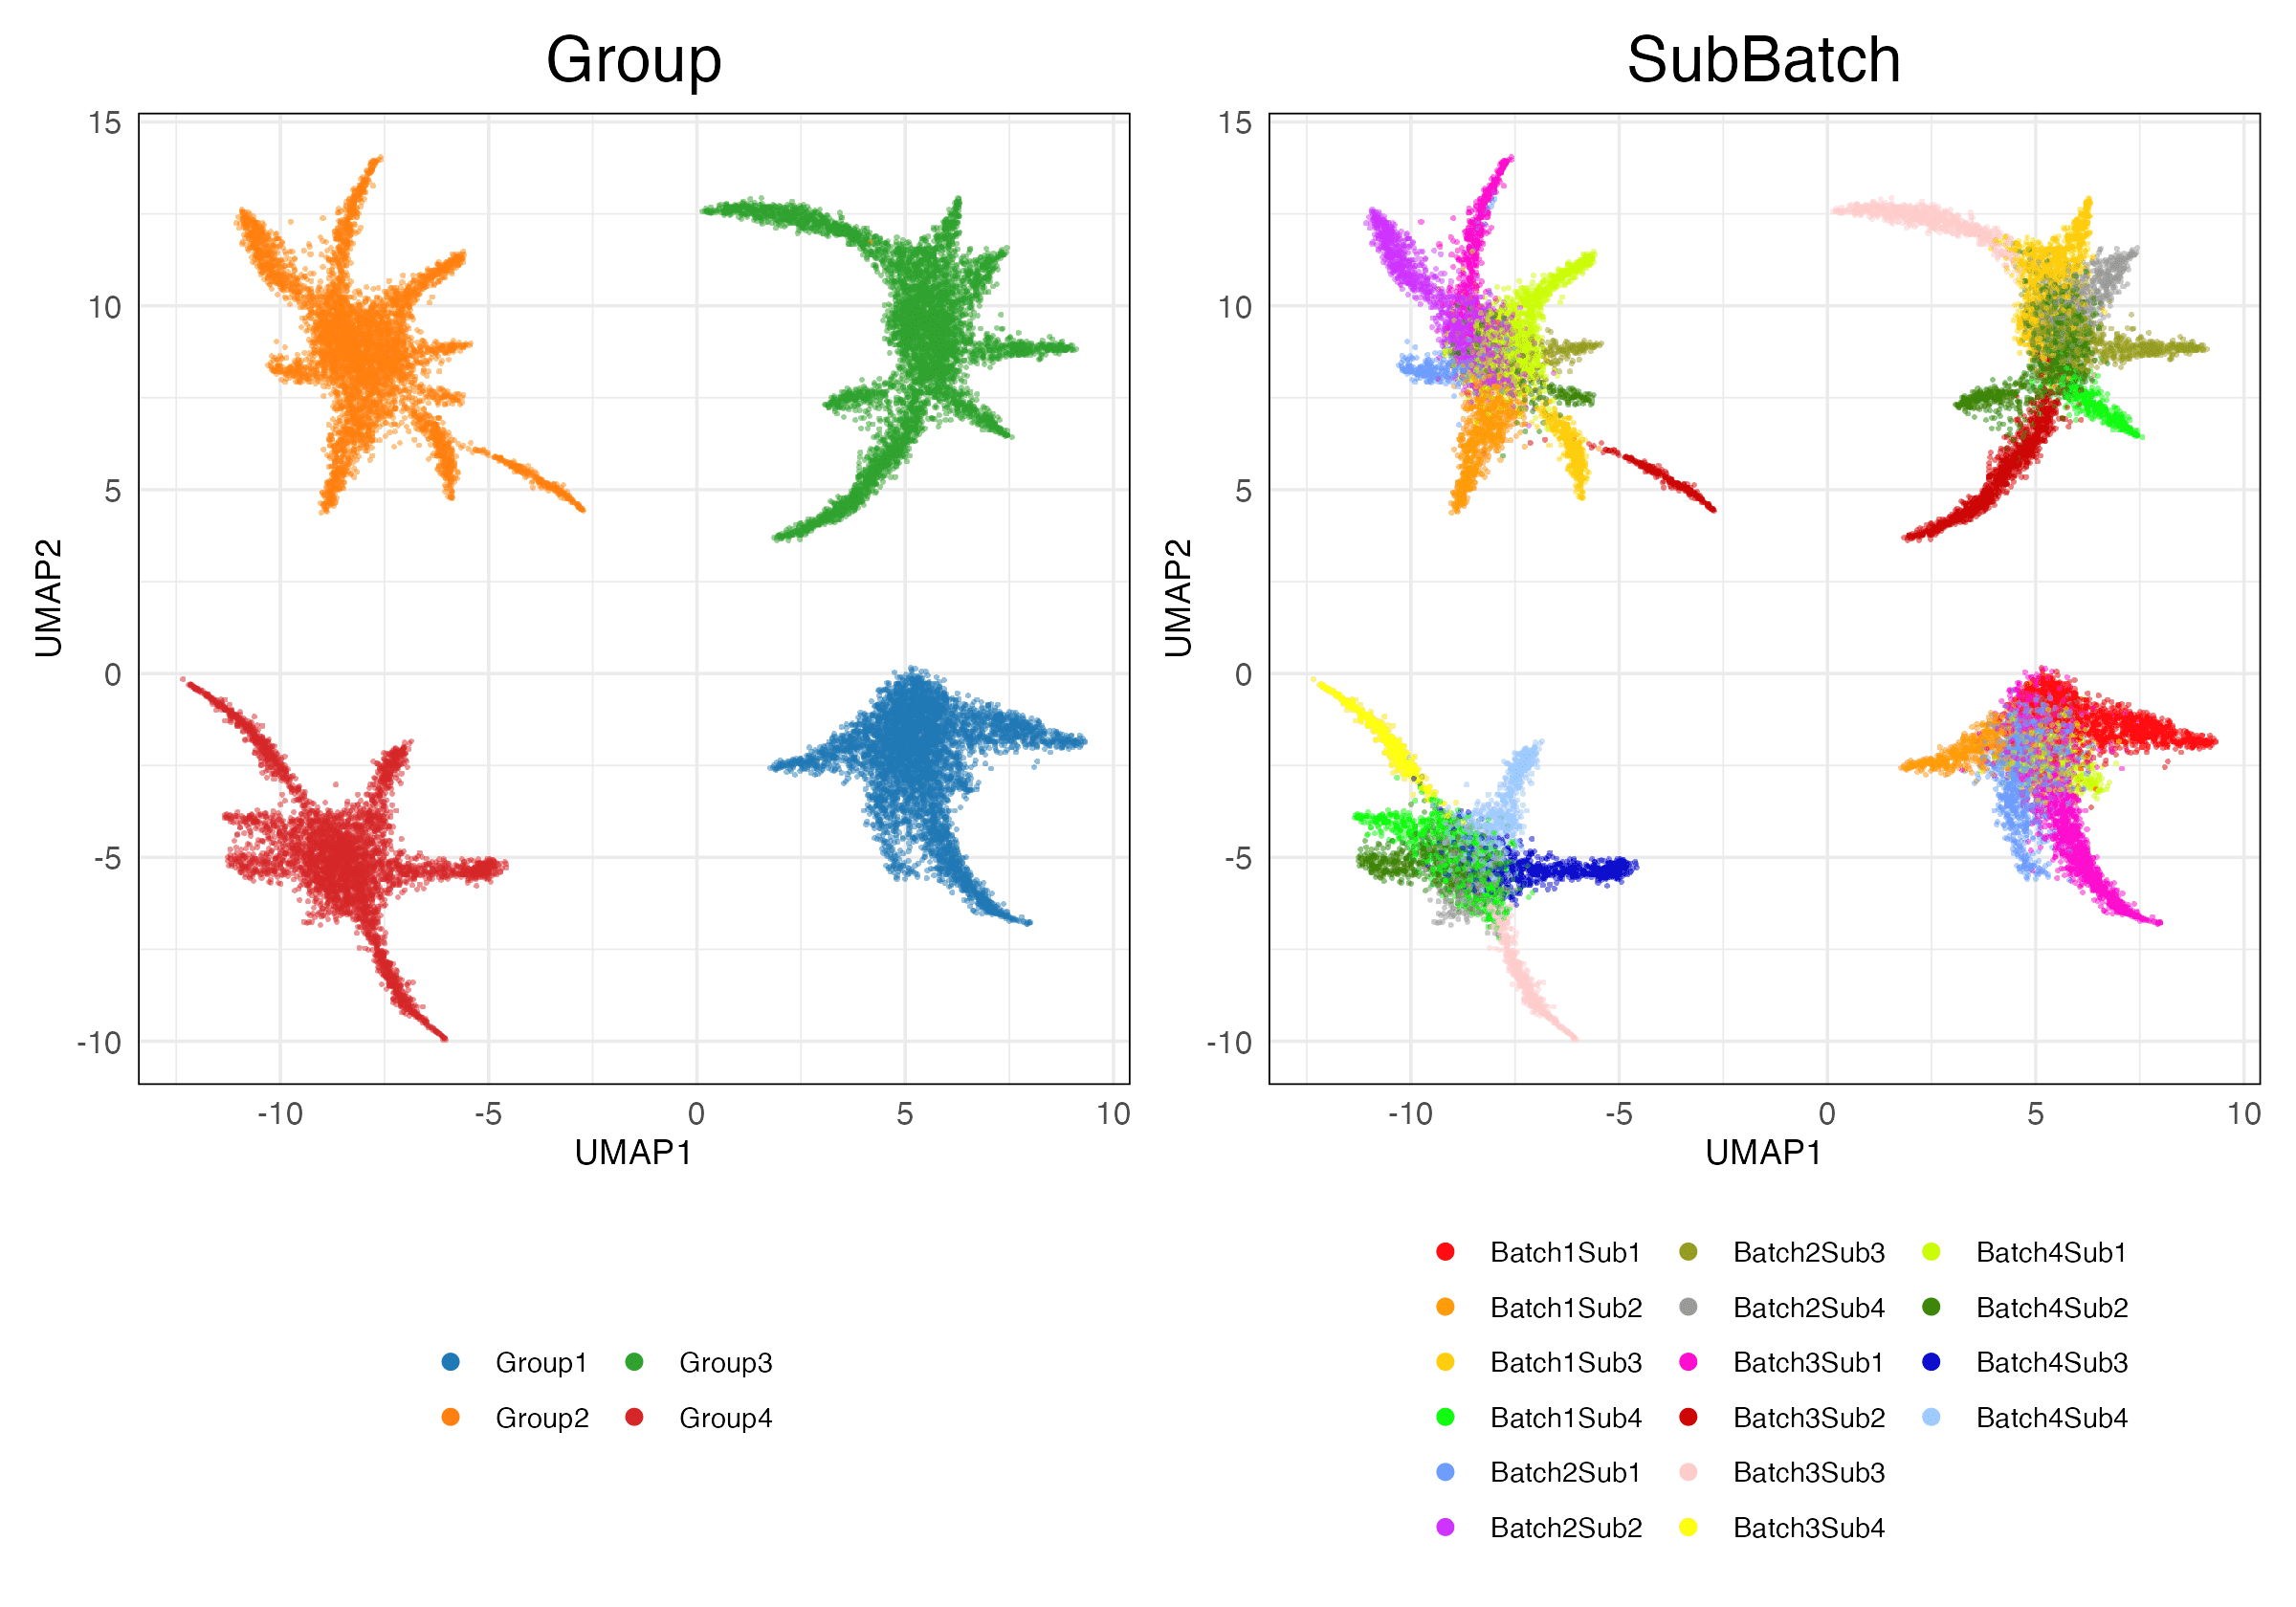 Group
SubBatch
15
10
5
0
-5
-10
UMAP2
-10
-5
0
5
10
UMAP1
15
10
5
0
-5
-10
UMAP2
-10
-5
0
5
10
UMAP1
Group1
Group2
Group3
Group4
Batch1Sub1
Batch1Sub2
Batch1Sub3
Batch1Sub4
Batch2Sub1
Batch2Sub2
Batch2Sub3
Batch2Sub4
Batch3Sub1
Batch3Sub2
Batch3Sub3
Batch3Sub4
Batch4Sub1
Batch4Sub2
Batch4Sub3
Batch4Sub4